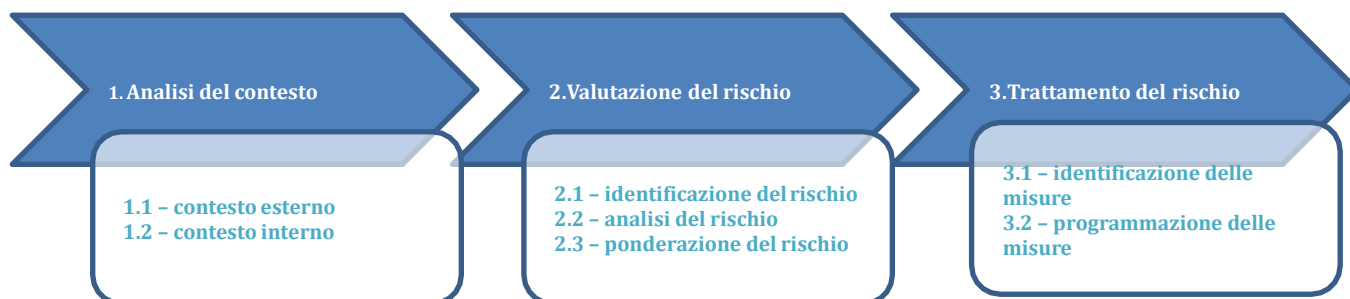 1. Analisi del contesto
1.1 – contesto esterno
1.2 – contesto interno
2.Valutazione del rischio
2.1 – identificazione del rischio
2.2 – analisi del rischio
2.3 – ponderazione del rischio
3.Trattamento del rischio
3.1 – identificazione delle
misure
3.2 – programmazione delle
misure